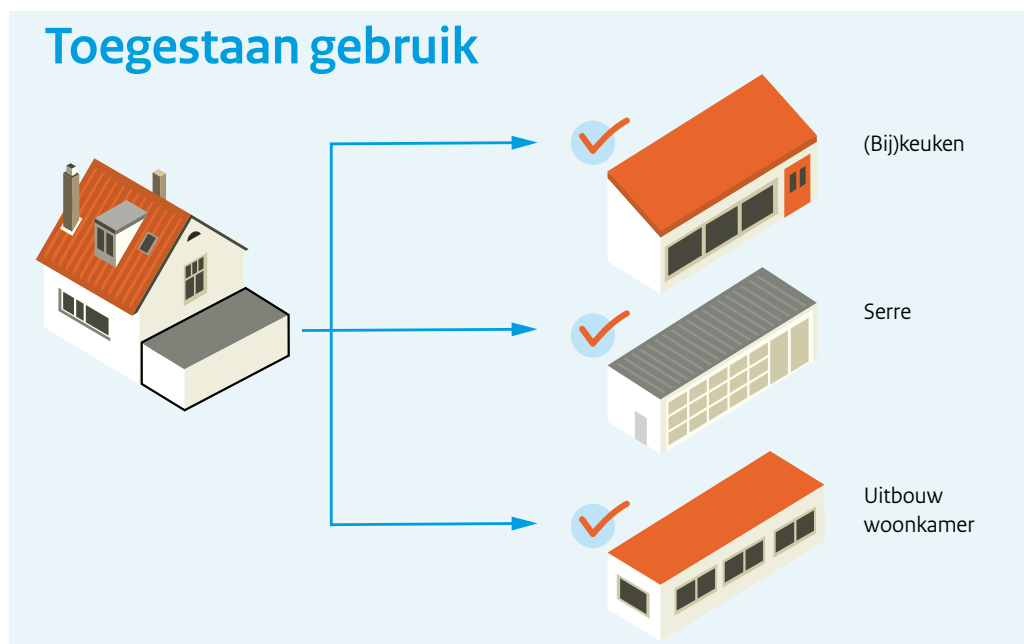 Toegestaan gebruik
(Bij)keuken
Serre
Uitbouw
woonkamer